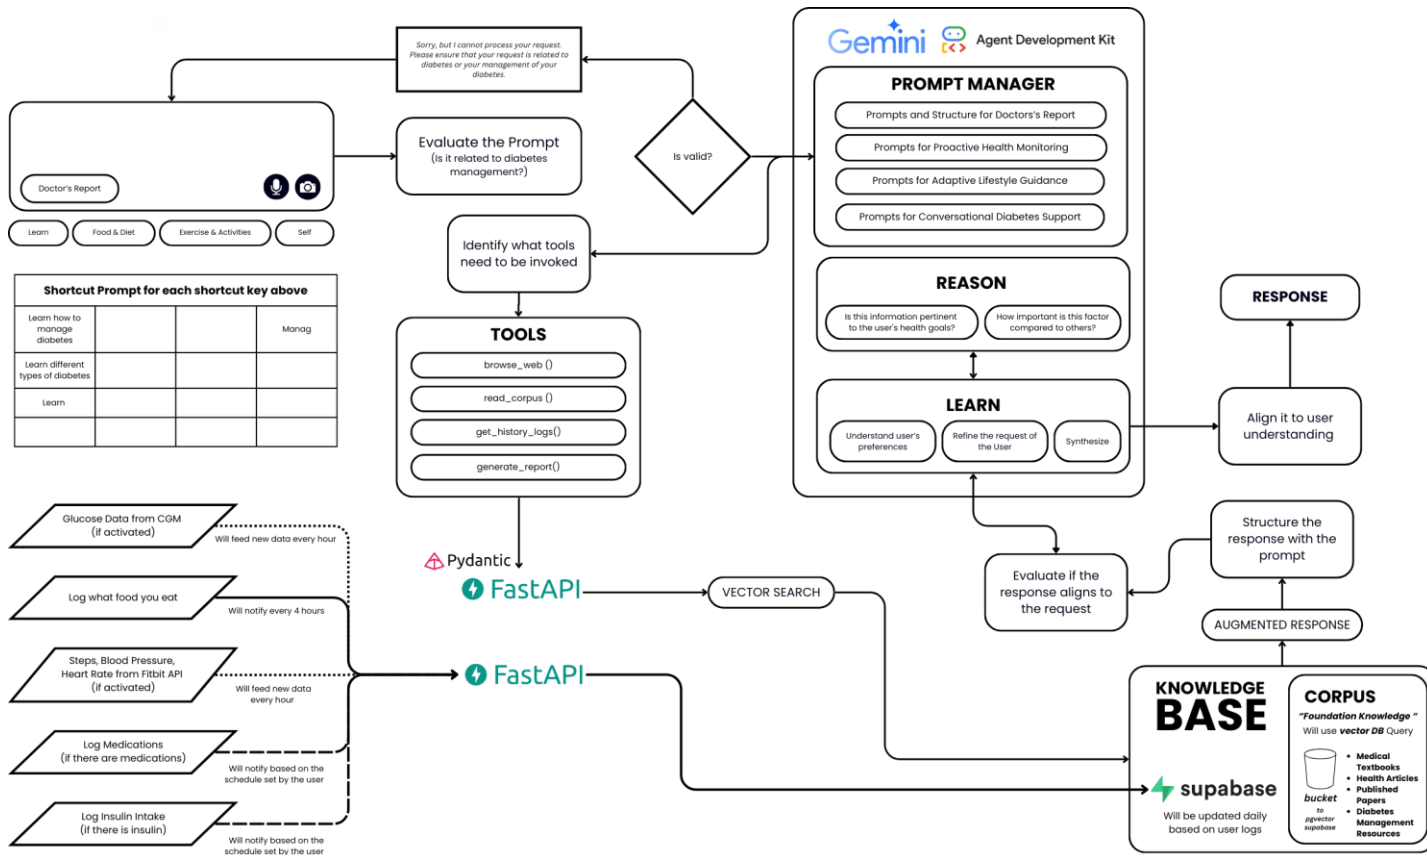 Sorry, but I cannot process your request.
Please ensure that your request is related to
diabetes or your management of your
diabetes.
Doctor's Report
Learn
Food & Diet
Exercise & Activities
Self
Evaluate the Prompt
(Is it related to diabetes
management?)
Is valid?
Identify what tools
need to be invoked
Shortcut Prompt for each shortcut key above
Learn how to
manage
diabetes
Manag
Learn different
types of diabetes
Learn
TOOLS
browse_web ()
read_corpus ()
get_history_logs()
generate_report()
Gemini
Agent Development Kit
PROMPT MANAGER
Prompts and Structure for Doctors's Report
Prompts for Proactive Health Monitoring
Prompts for Adaptive Lifestyle Guidance
Prompts for Conversational Diabetes Support
REASON
Is this information pertinent
to the user's health goals?
How important is this factor
compared to others?
LEARN
Understand user's
preferences
Refine the request of
the User
Synthesize
RESPONSE
Align it to user
understanding
Structure the
response with the
prompt
Evaluate if the
response aligns to
the request
AUGMENTED RESPONSE
Glucose Data from CGM
(if activated)
Will feed new data every hour
Log what food you eat
Will notify every 4 hours
Steps, Blood Pressure,
Heart Rate from Fitbit API
(if activated)
Will feed new data
every hour
Log Medications
(if there are medications)
Will notify based on the
schedule set by the user
Log Insulin Intake
(if there is insulin)
Will notify based on the
schedule set by the user
Pydantic
FastAPI
VECTOR SEARCH
FastAPI
KNOWLEDGE
BASE
supabase
Will be updated daily
based on user logs
CORPUS
"Foundation Knowledge "
Will use vector DB Query
bucket
to
pgvector
supabase
• Medical
Textbooks
• Health Articles
• Published
Papers
• Diabetes
Management
Resources